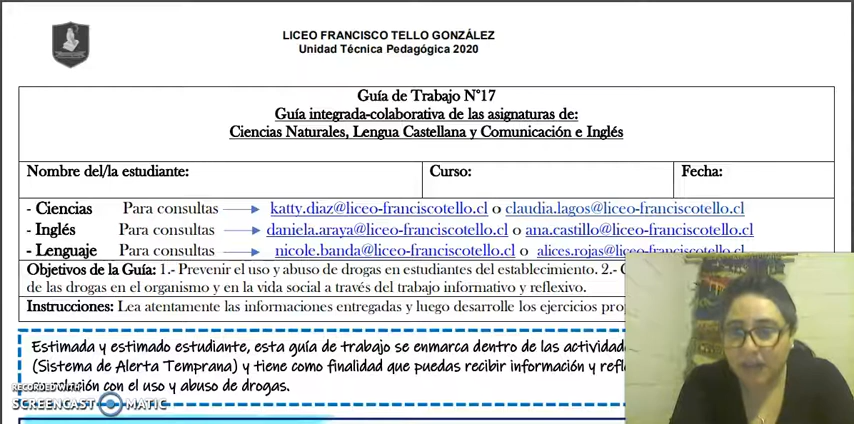 LICEO FRANCISCO TELLO GONZÁLEZ
Unidad Técnica Pedagógica 2020
Guía de Trabajo N°17
Guía integrada-colaborativa de las asignaturas de:
Ciencias Naturales, Lengua Castellana y Comunicación e Inglés
Nombre del/la estudiante: Curso: Fecha:
- Ciencias Para consultas katty.diaz@liceo-franciscotello.cl o claudia.lagos@liceo-franciscotello.cl
- Inglés Para consultas daniela.araya@liceo-franciscotello.cl o ana.castillo@liceo-franciscotello.cl
- Lenguaje Para consultas nicole.banda@liceo-franciscotello.cl o alices.rojas@liceo-franciscotello.cl
Objetivos de la Guía: 1.- Prevenir el uso y abuso de drogas en estudiantes del establecimiento. 2.-
de las drogas en el organismo y en la vida social a través del trabajo informativo y reflexivo.
Instrucciones: Lea atentamente las informaciones entregadas y luego desarrolle los ejercicios
Estimada y estimado estudiante, esta guía de trabajo se enmarca dentro de las
(Sistema de Alerta Temprana) y tiene como finalidad que puedas recibir información y
con el uso y abuso de drogas.
RECORDED WITH
SCREENCAST MATIC